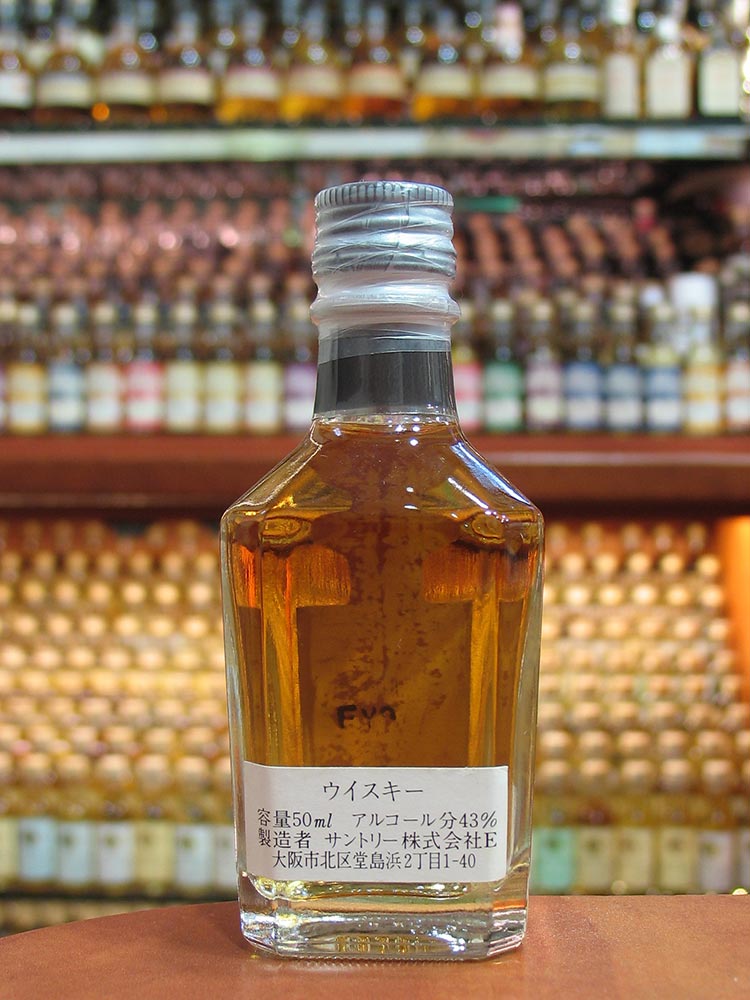 ウイスキー
容量50ml アルコール分43%
製造者 サントリー株式会社E
大阪市北区堂島浜2丁目1-40